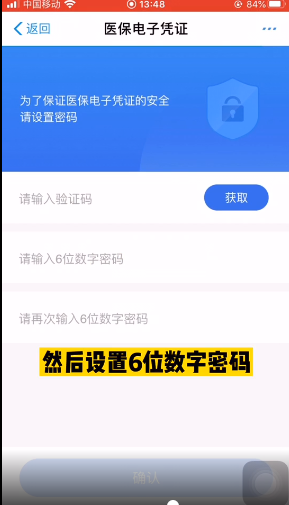 中国移动 13:48 84%
返回 医保电子凭证
为了保证医保电子凭证的安全
请设置密码
请输入验证码 获取
请输入6位数字密码
请再次输入6位数字密码
然后设置6位数字密码
确认